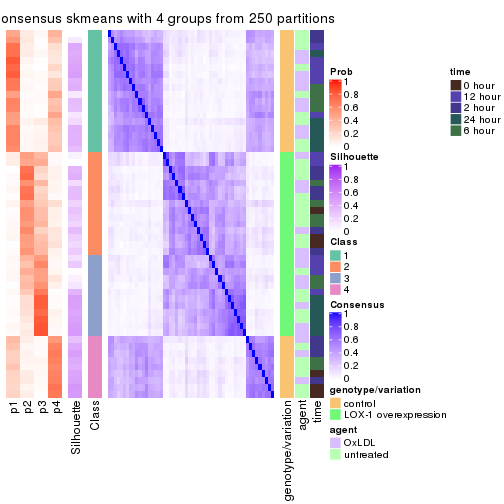 onsensus skmeans with 4 groups from 250 partitions
p1
p2
p3
p4
Silhouette
Class
genotype/variation
agent
time
Prob
1
0.8
0.6
0.4
0.2
0
Silhouette
1
0.8
0.6
0.4
0.2
0
Class
1
2
3
4
Consensus
1
0.8
0.6
0.4
0.2
0
genotype/variation
control
LOX-1 overexpression
agent
OxLDL
untreated
time
0 hour
12 hour
2 hour
24 hour
6 hour